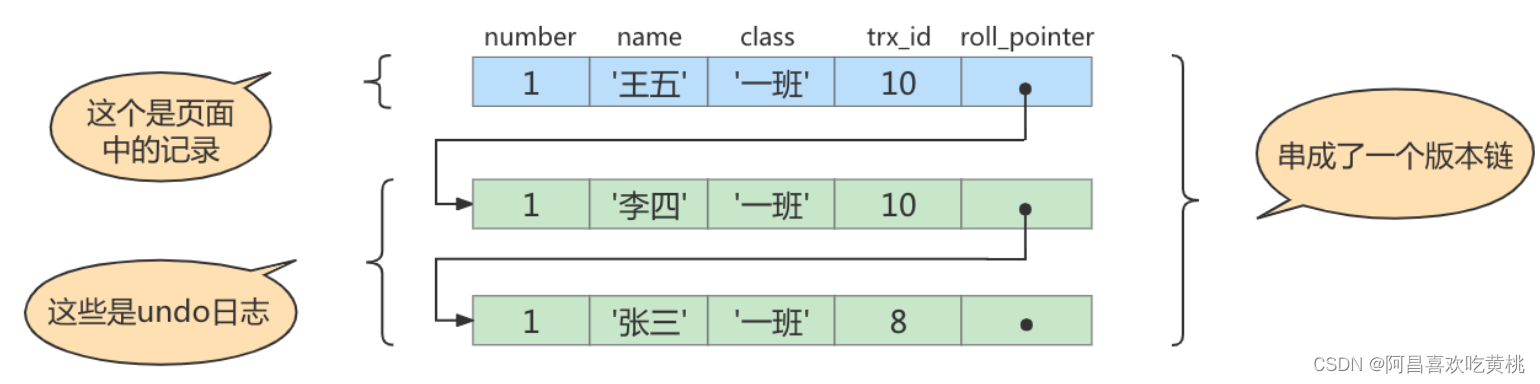 number name class trx_id roll_pointer
1 '王五' '一班' 10
这个是页面
中的记录
串成了一个版本链
1 '李四' '一班' 10
这些是undo日志
1 '张三' '一班' 8
CSDN @阿昌喜欢吃黄桃